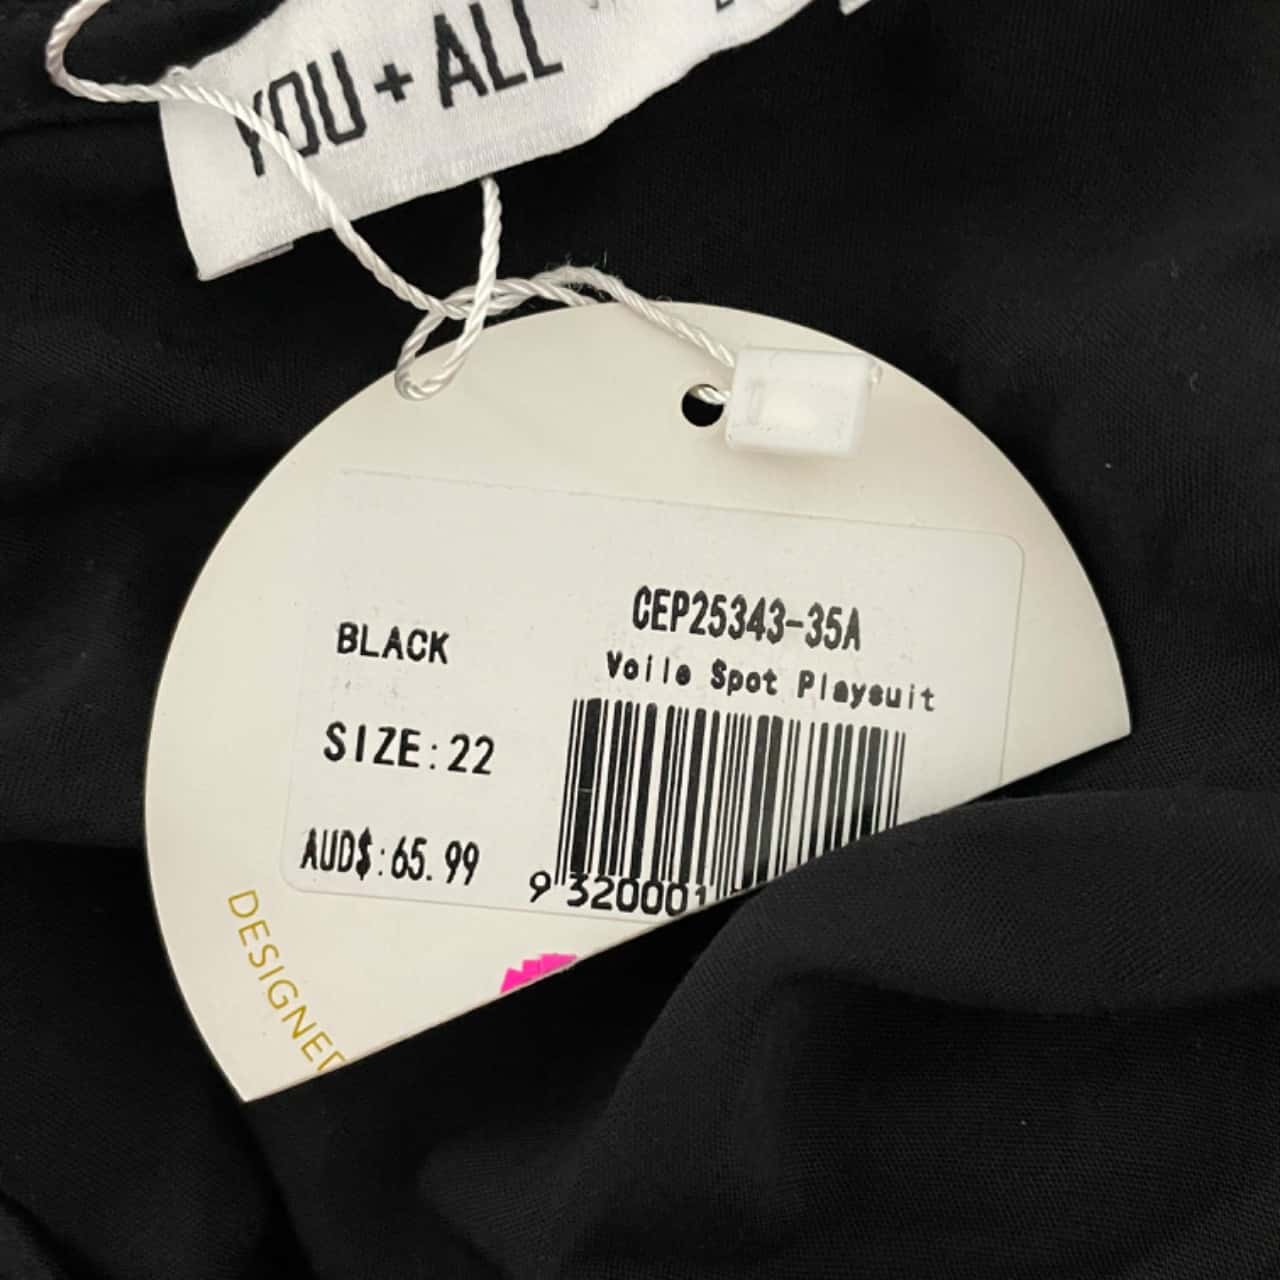 YOU + ALL
CEP25343-35A
BLACK
Voile Spot Playsuit
SIZE:22
AUD$:65.99
9 320001
DESIGNED